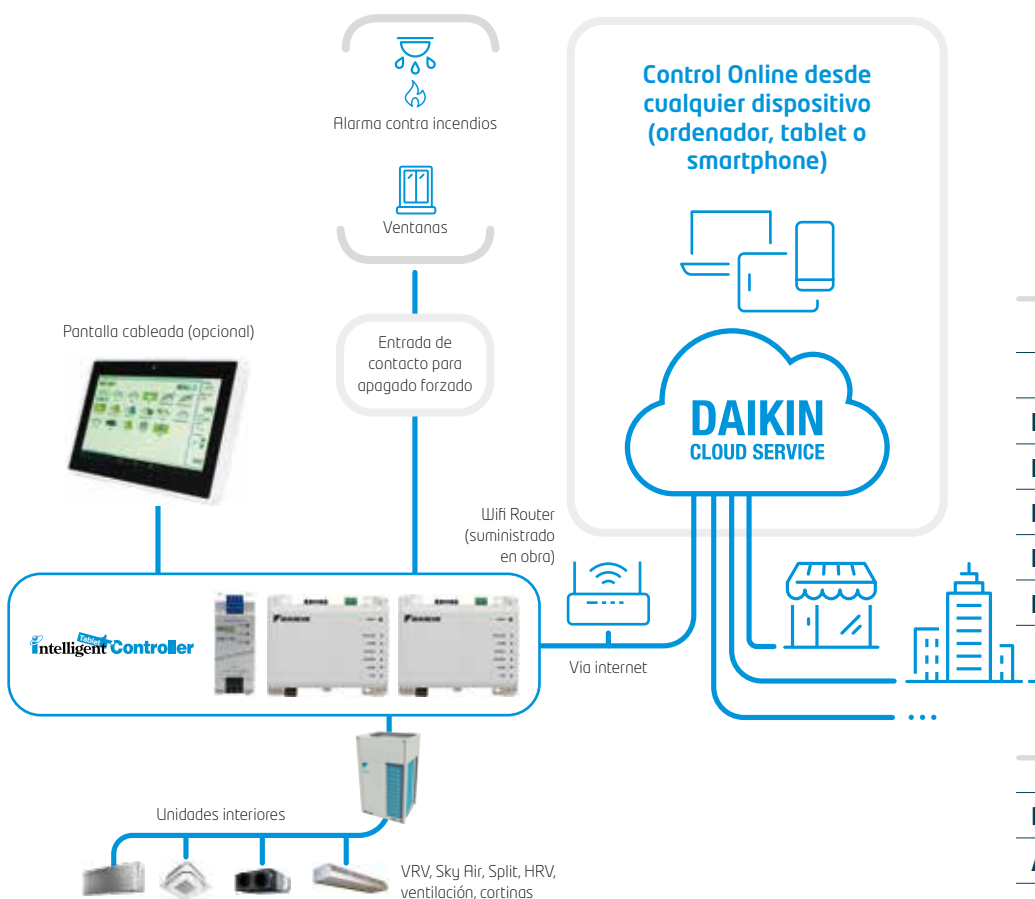 Alarma contra incendios
Ventanas
Entrada de
contacto para
apagado forzado
Control Online desde
cualquier dispositivo
(ordenador, tablet o
smartphone)
DAIKIN
CLOUD SERVICE
Pantalla cableada (opcional)
Wifi Router
(suministrado
en obra)
Via internet
intelligent Tablet Controller
DAIKIN
DAIKIN
Unidades interiores
VRV, Sky Air, Split, HRV,
ventilación, cortinas